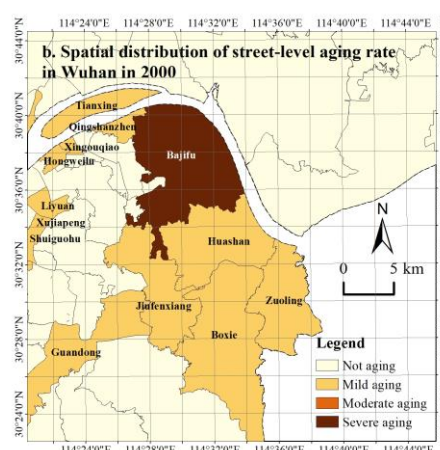 114°24'0"E 114°28'0"E 114°32'0"E 114°36'0"E 114°40'0"E 114°44'0"E
b. Spatial distribution of street-level aging rate
in Wuhan in 2000
30°44'0"N
30°40'0"N
30°36'0"N
30°32'0"N
30°28'0"N
30°24'0"N
Tianxing
Qingshanzhen
Xingouqiao
Hongweilu
Bajifu
Liyuan
Xujiapeng
Shuiguohu
Huashan
Zuoling
Jiufenxiang
Boxie
Guandong
N
0 5 km
Legend
Not aging
Mild aging
Moderate aging
Severe aging
114°24'0"E 114°28'0"E 114°32'0"E 114°36'0"E 114°40'0"E 114°44'0"E